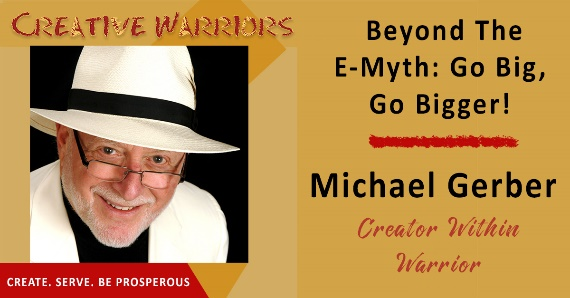 CREATIVE WARRIORS
Beyond The
E-Myth: Go Big,
Go Bigger!
Michael Gerber
Creator Within
Warrior
CREATE. SERVE. BE PROSPEROUS